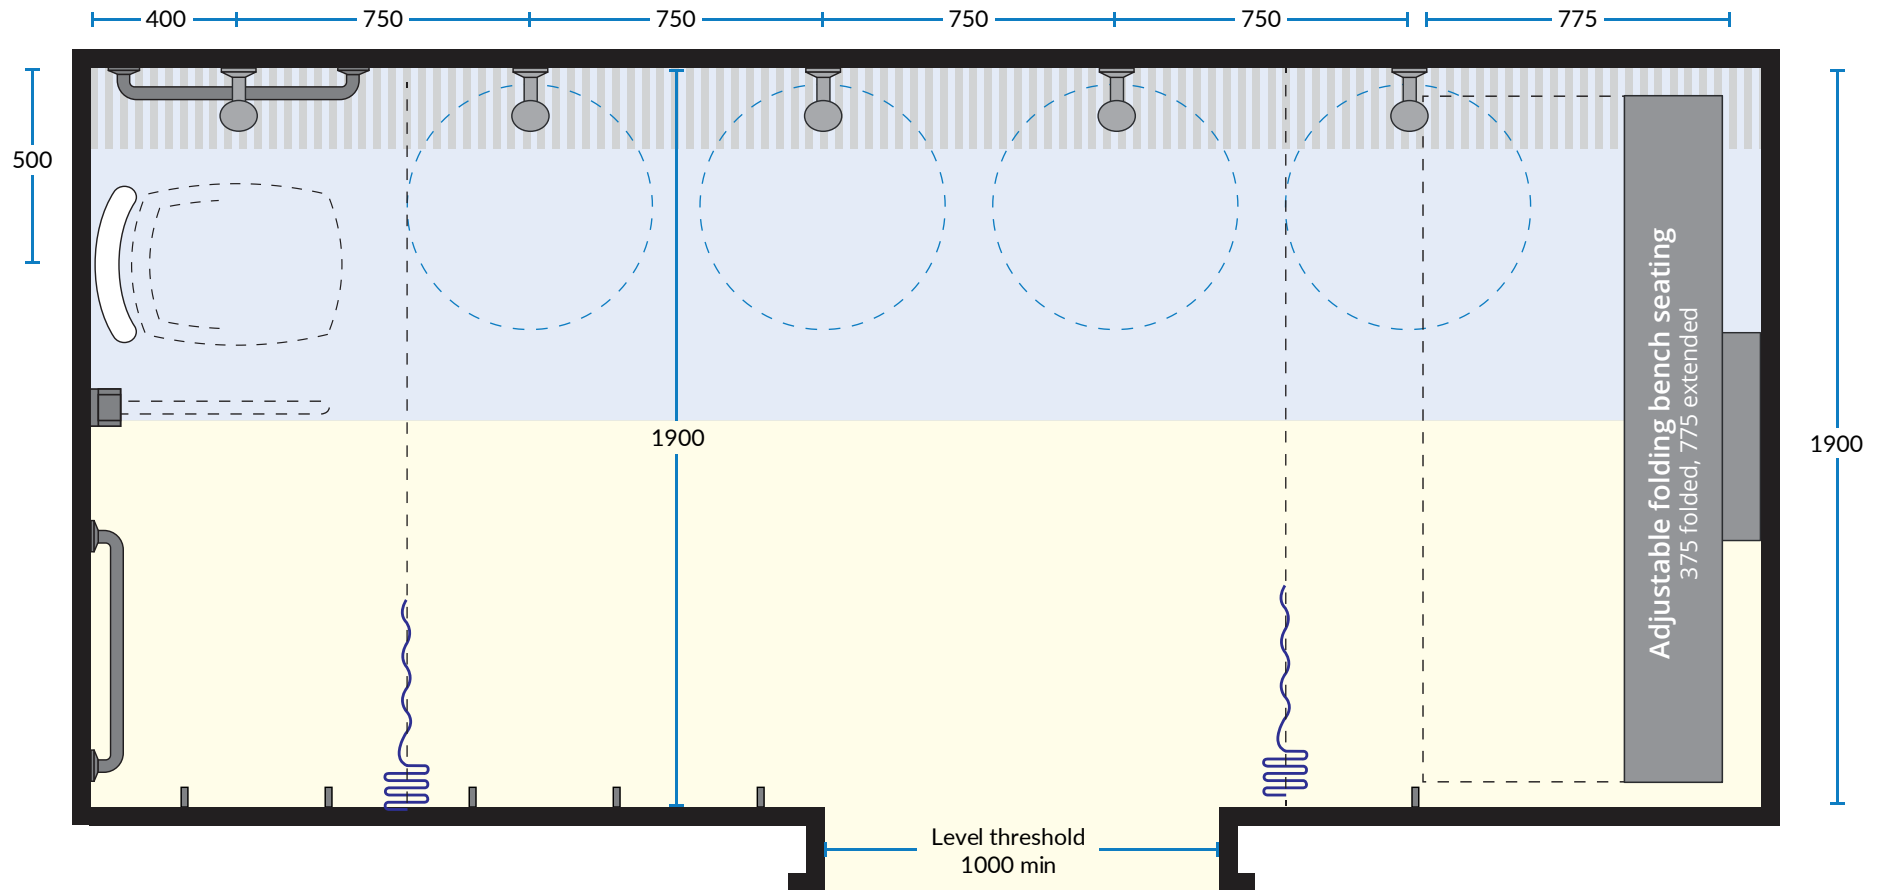 400
750
750
750
750
775
500
1900
1900
Adjustable folding bench seating
375 folded, 775 extended
Level threshold
1000 min